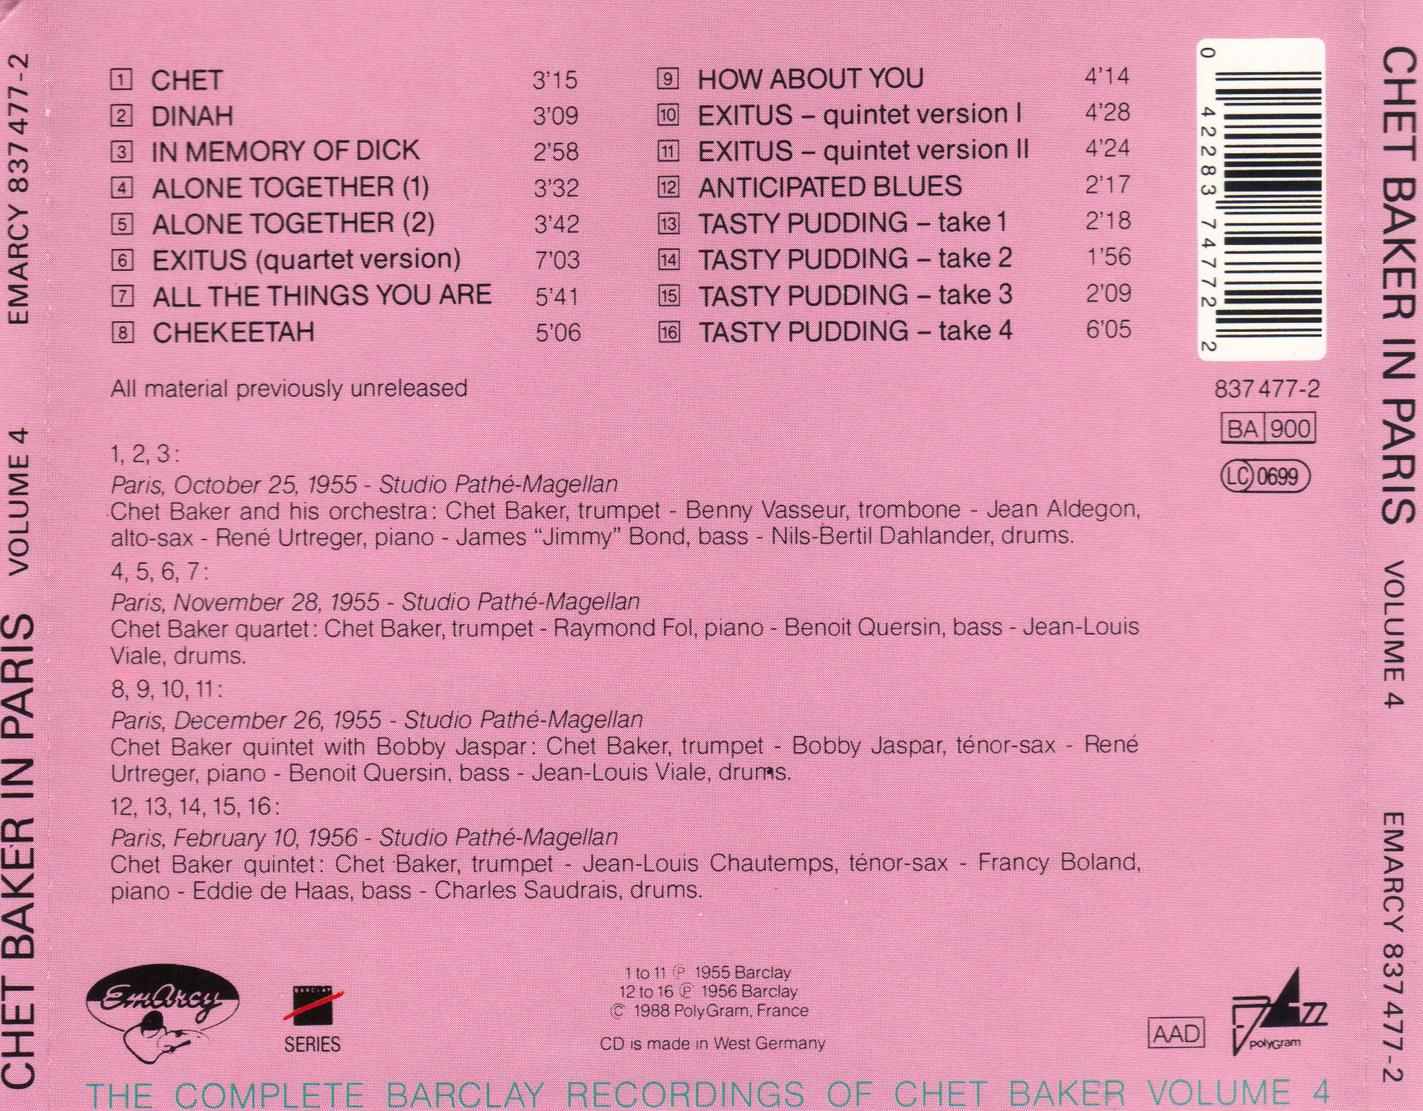 CHET BAKER IN PARIS VOLUME 4 EMARCY 837 477-2
1 CHET 3'15
2 DINAH 3'09
3 IN MEMORY OF DICK 2'58
4 ALONE TOGETHER (1) 3'32
5 ALONE TOGETHER (2) 3'42
6 EXITUS (quartet version) 7'03
7 ALL THE THINGS YOU ARE 5'41
8 CHEKEETAH 5'06
9 HOW ABOUT YOU 4'14
10 EXITUS – quintet version I 4'28
11 EXITUS – quintet version II 4'24
12 ANTICIPATED BLUES 2'17
13 TASTY PUDDING – take 1 2'18
14 TASTY PUDDING – take 2 1'56
15 TASTY PUDDING – take 3 2'09
16 TASTY PUDDING – take 4 6'05
0 42283 74772 2
837 477-2
BA 900
LC 0699
All material previously unreleased
1, 2, 3:
Paris, October 25, 1955 - Studio Pathé-Magellan
Chet Baker and his orchestra: Chet Baker, trumpet - Benny Vasseur, trombone - Jean Aldegon,
alto-sax - René Urtreger, piano - James “Jimmy” Bond, bass - Nils-Bertil Dahlander, drums.
4, 5, 6, 7:
Paris, November 28, 1955 - Studio Pathé-Magellan
Chet Baker quartet: Chet Baker, trumpet - Raymond Fol, piano - Benoit Quersin, bass - Jean-Louis
Viale, drums.
8, 9, 10, 11:
Paris, December 26, 1955 - Studio Pathé-Magellan
Chet Baker quintet with Bobby Jaspar: Chet Baker, trumpet - Bobby Jaspar, ténor-sax - René
Urtreger, piano - Benoit Quersin, bass - Jean-Louis Viale, drums.
12, 13, 14, 15, 16:
Paris, February 10, 1956 - Studio Pathé-Magellan
Chet Baker quintet: Chet Baker, trumpet - Jean-Louis Chautemps, ténor-sax - Francy Boland,
piano - Eddie de Haas, bass - Charles Saudrais, drums.
EmArcy
BARCLAY
SERIES
1 to 11 ℗ 1955 Barclay
12 to 16 ℗ 1956 Barclay
© 1988 PolyGram, France
CD is made in West Germany
AAD
JAZZ
polyGram
THE COMPLETE BARCLAY RECORDINGS OF CHET BAKER VOLUME 4
CHET BAKER IN PARIS VOLUME 4 EMARCY 837 477-2